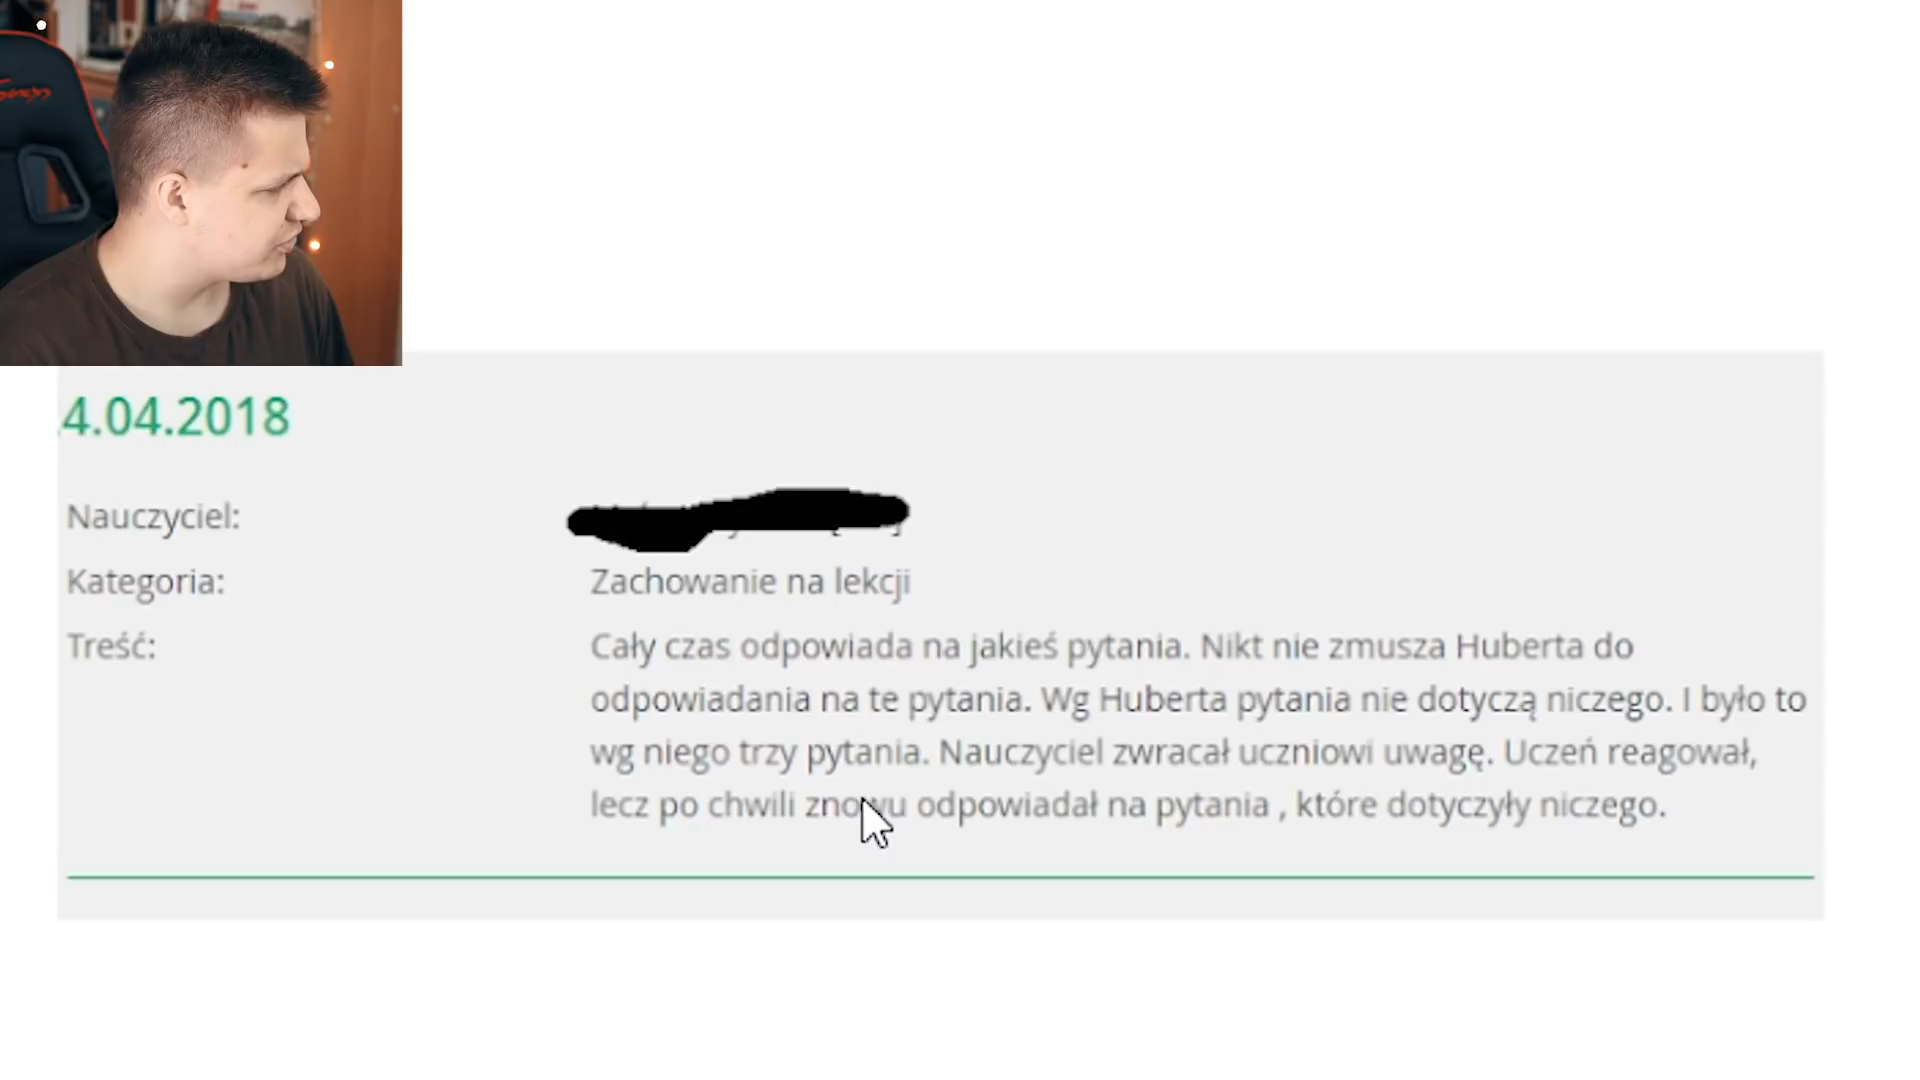 4.04.2018
Nauczyciel:
Kategoria: Zachowanie na lekcji
Treść: Cały czas odpowiada na jakieś pytania. Nikt nie zmusza Huberta do
odpowiadania na te pytania. Wg Huberta pytania nie dotyczą niczego. I było to
wg niego trzy pytania. Nauczyciel zwracał uczniowi uwagę. Uczeń reagował,
lecz po chwili znowu odpowiadał na pytania , które dotyczyły niczego.